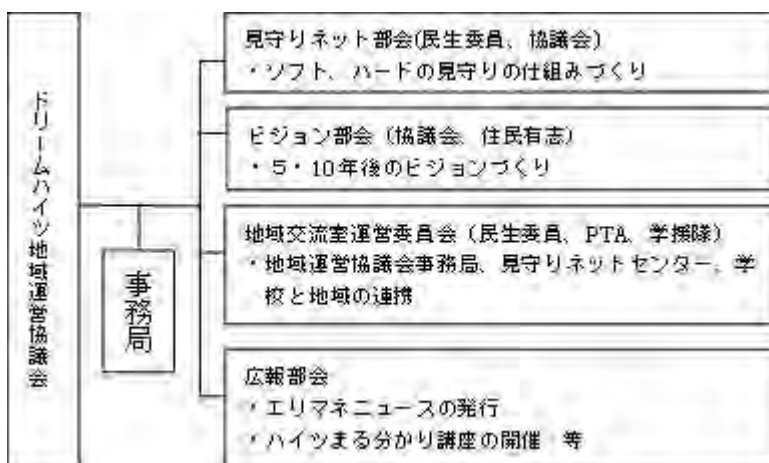 ドリームハイツ地域運営協議会
事務局
見守りネット部会(民生委員、協議会)
・ソフト、ハードの見守りの仕組みづくり
ビジョン部会（協議会、住民有志）
・５・10年後のビジョンづくり
地域交流室運営委員会（民生委員、PTA、学援隊）
・地域運営協議会事務局、見守りネットセンター、学
校と地域の連携
広報部会
・エリマネニュースの発行
・ハイツまる分かり講座の開催 等